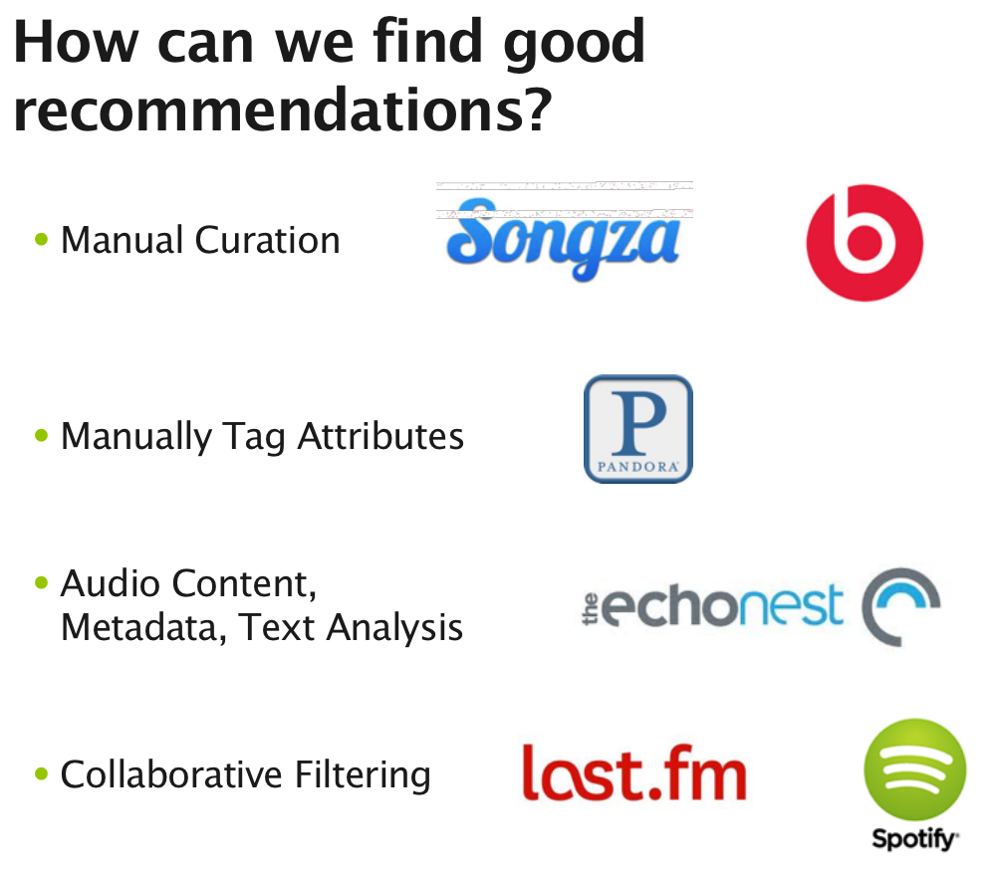 How can we find good
recommendations?
• Manual Curation
Songza
b
• Manually Tag Attributes
P
PANDORA
• Audio Content,
Metadata, Text Analysis
the echonest
• Collaborative Filtering
last.fm
Spotify